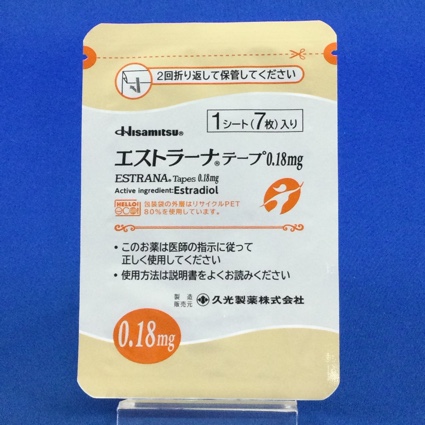 2回折り返して保管してください
Hisamitsu®
1シート(7枚)入り
エストラーナ®テープ0.18mg
ESTRANA® Tapes 0.18mg
Active ingredient:Estradiol
HELLO! ECO!
包装袋の外層はリサイクルPET
80%を使用しています。
・このお薬は医師の指示に従って
正しく使用してください
・使用方法は説明書をよくお読みください
製造
販売元 久光製薬株式会社
0.18mg